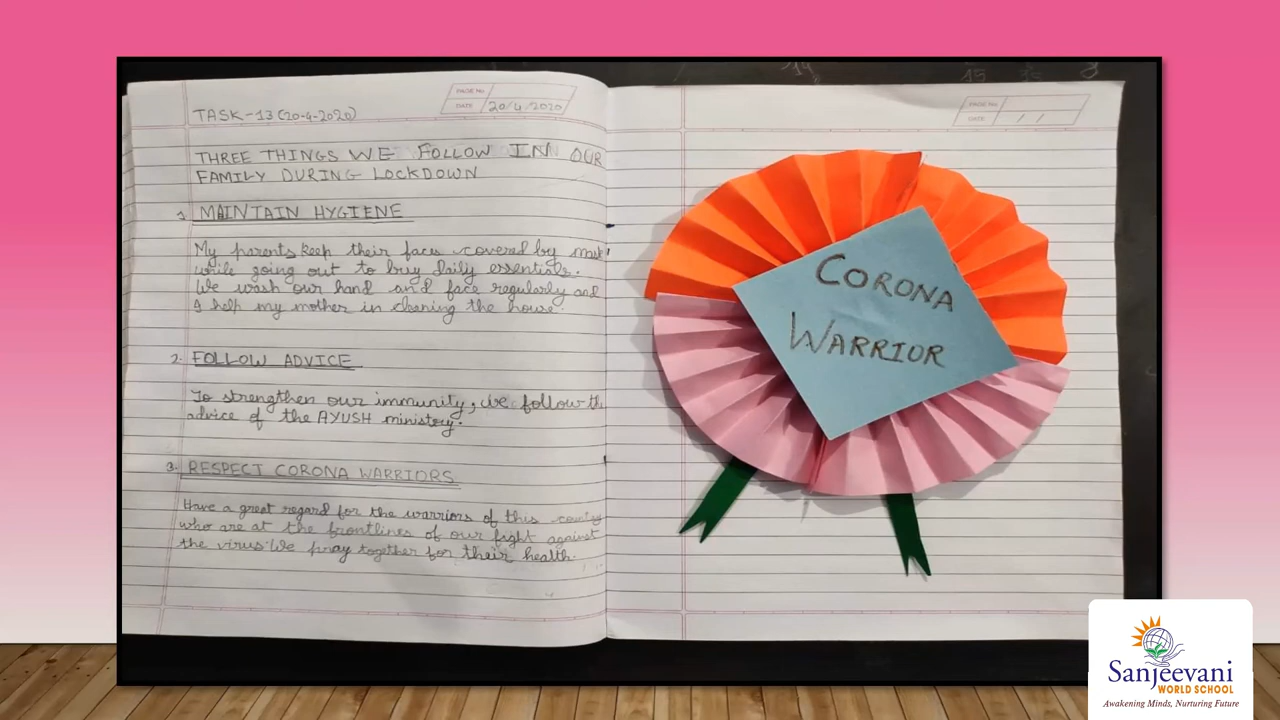 PAGE No.
DATE 20/4/2020
TASK-13 (20-4-2020)
THREE THINGS WE FOLLOW IN OUR
FAMILY DURING LOCKDOWN
1. MAINTAIN HYGIENE
My parents keep their face covered by mask
while going out to buy daily essentials.
We wash our hand and face regularly and
I help my mother in cleaning the house.
2. FOLLOW ADVICE
To strengthen our immunity, we follow the
advice of the AYUSH ministory.
3. RESPECT CORONA WARRIORS
Have a great regard for the warriors of this country
who are at the frontlines of our fight against
the virus. We pray together for their health.
PAGE No.
DATE / /
CORONA
WARRIOR
Sanjeevani
WORLD SCHOOL
Awakening Minds, Nurturing Future